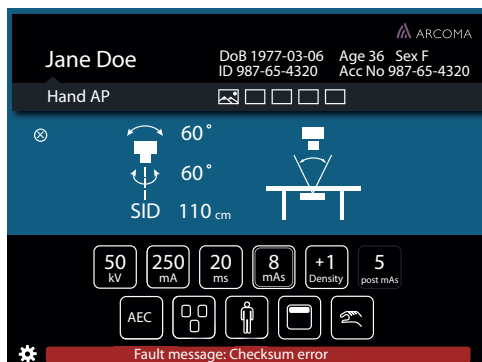 ARCOMA
Jane Doe
DoB 1977-03-06 Age 36 Sex F
ID 987-65-4320 Acc No 987-65-4320
Hand AP
60°
60°
SID 110 cm
50 250 20 8 +1 5
kV mA ms mAs Density post mAs
AEC
Fault message: Checksum error